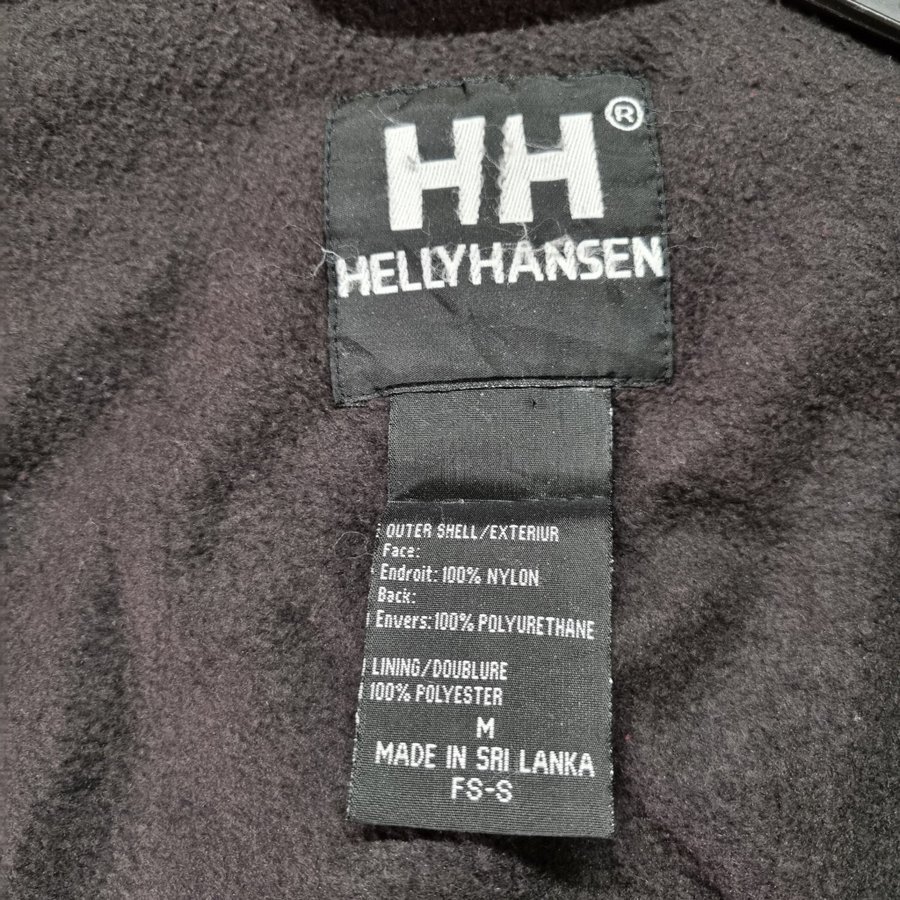 HH®
HELLYHANSEN
OUTER SHELL/EXTERIUR
Face:
Endroit: 100% NYLON
Back:
Envers: 100% POLYURETHANE
LINING/DOUBLURE
100% POLYESTER
M
MADE IN SRI LANKA
FS-S